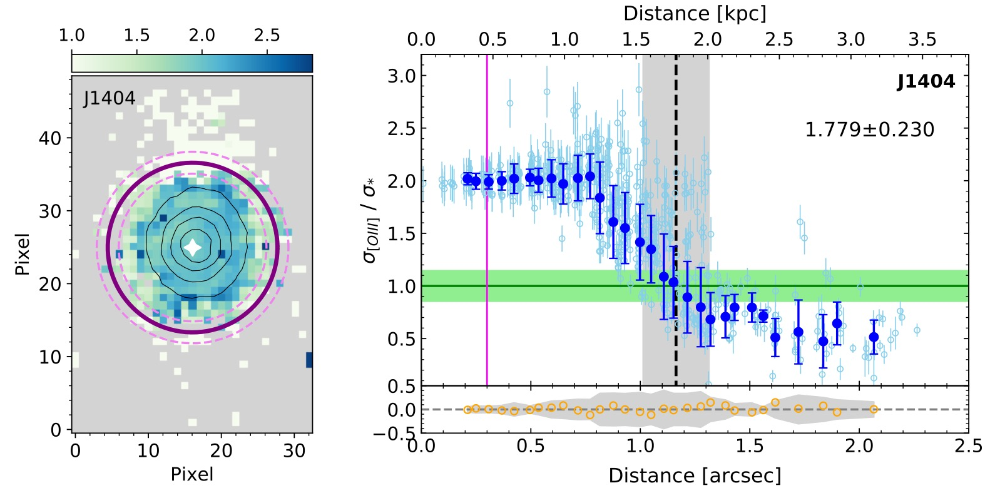 1.0 1.5 2.0 2.5
J1404
40
30
20
10
0
Pixel
0 10 20 30
Pixel
Distance [kpc]
0.0 0.5 1.0 1.5 2.0 2.5 3.0 3.5
3.0
2.5
2.0
1.5
1.0
0.5
σ[OIII] / σ*
J1404
1.779±0.230
0.5
0.0
−0.5
0.0 0.5 1.0 1.5 2.0 2.5
Distance [arcsec]